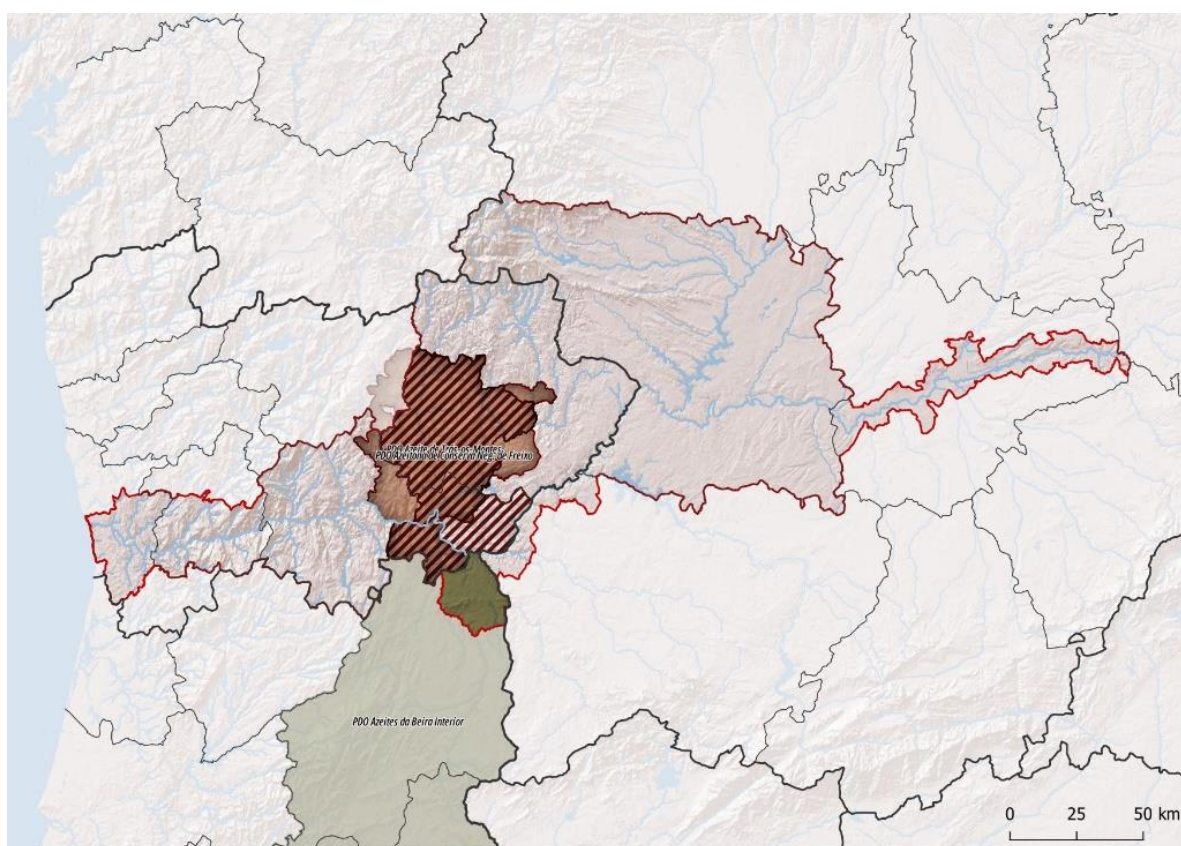 PDO Azeite de Trás-os-Montes
PDO Azeitona de Conserva Neg. de Freixo
PDO Azeites da Beira Interior
0 25 50 km